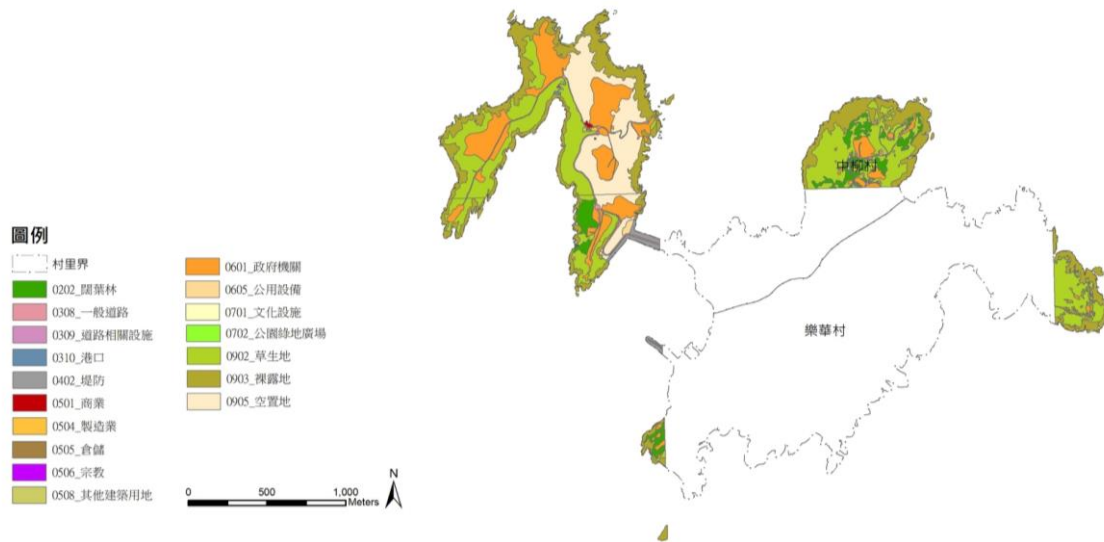 中柳村
樂華村
圖例
村里界
0202_闊葉林
0308_一般道路
0309_道路相關設施
0310_港口
0402_堤防
0501_商業
0504_製造業
0505_倉儲
0506_宗教
0508_其他建築用地
0601_政府機關
0605_公用設備
0701_文化設施
0702_公園綠地廣場
0902_草生地
0903_裸露地
0905_空置地
N
0 500 1,000
Meters